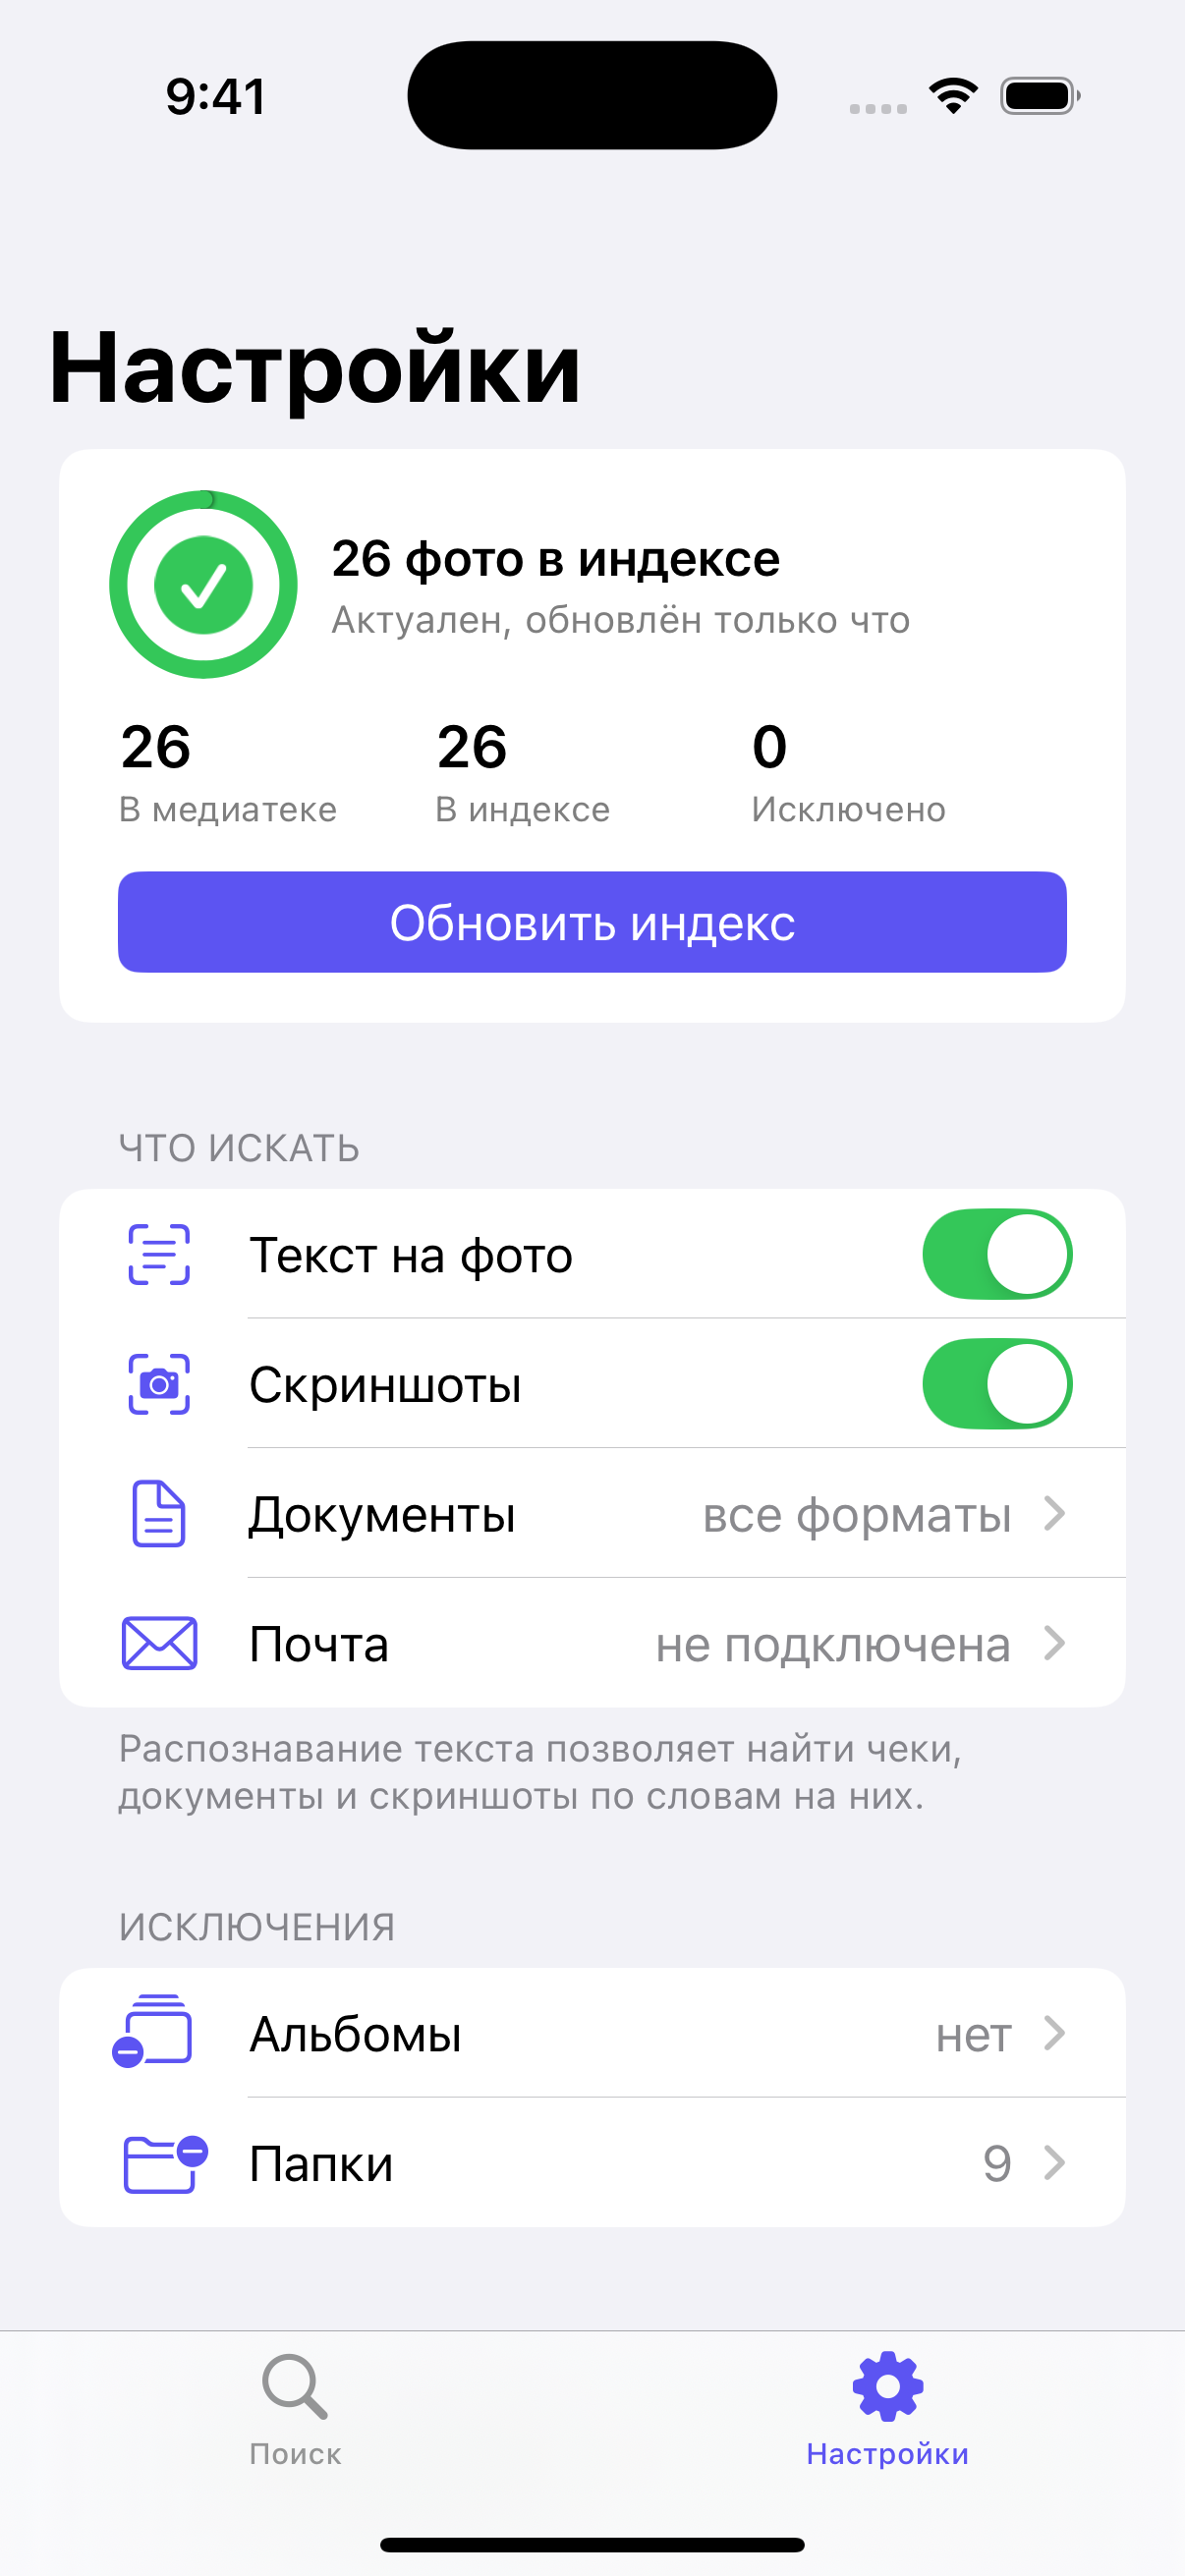 9:41
Настройки
26 фото в индексе
Актуален, обновлён только что
26 26 0
В медиатеке В индексе Исключено
Обновить индекс
ЧТО ИСКАТЬ
Текст на фото
Скриншоты
Документы все форматы
Почта не подключена
Распознавание текста позволяет найти чеки,
документы и скриншоты по словам на них.
ИСКЛЮЧЕНИЯ
Альбомы нет
Папки 9
Поиск Настройки